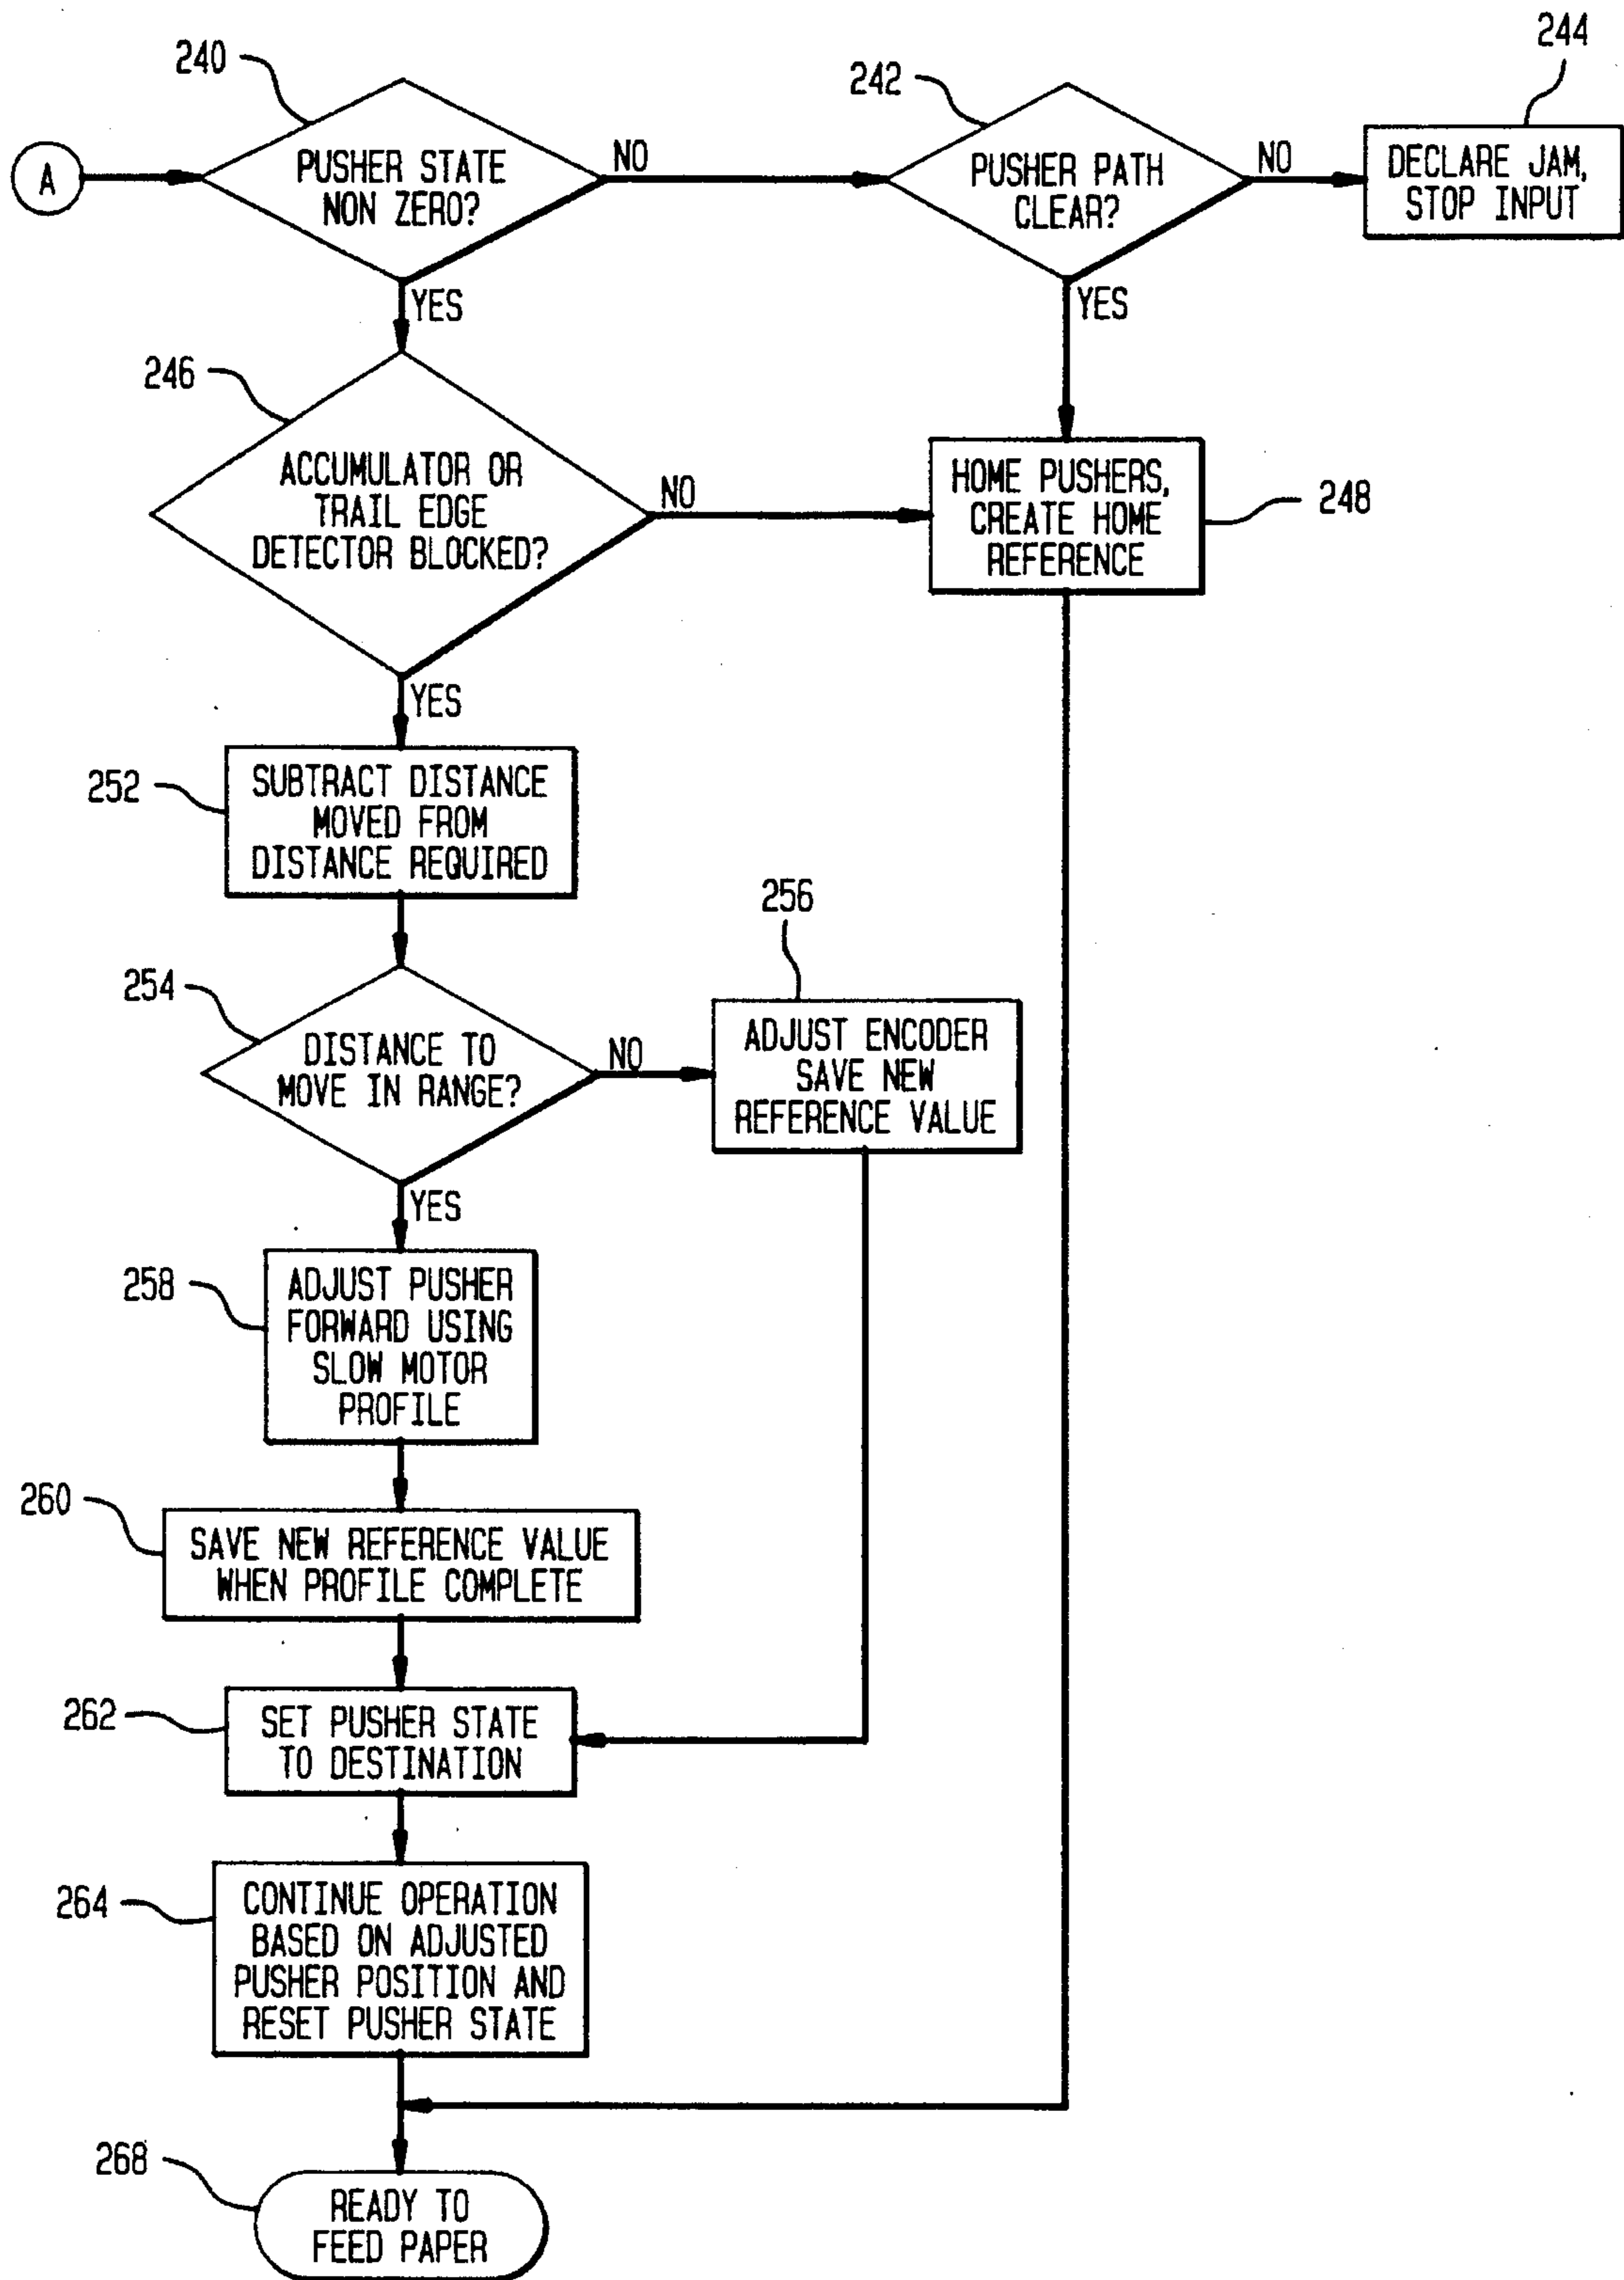 240
242
244
A
PUSHER STATE
NON ZERO?
NO
PUSHER PATH
CLEAR?
NO
DECLARE JAM,
STOP INPUT
YES
YES
246
ACCUMULATOR OR
TRAIL EDGE
DETECTOR BLOCKED?
NO
HOME PUSHERS,
CREATE HOME
REFERENCE
248
YES
252
SUBTRACT DISTANCE
MOVED FROM
DISTANCE REQUIRED
256
254
DISTANCE TO
MOVE IN RANGE?
NO
ADJUST ENCODER
SAVE NEW
REFERENCE VALUE
YES
258
ADJUST PUSHER
FORWARD USING
SLOW MOTOR
PROFILE
260
SAVE NEW REFERENCE VALUE
WHEN PROFILE COMPLETE
262
SET PUSHER STATE
TO DESTINATION
264
CONTINUE OPERATION
BASED ON ADJUSTED
PUSHER POSITION AND
RESET PUSHER STATE
268
READY TO
FEED PAPER